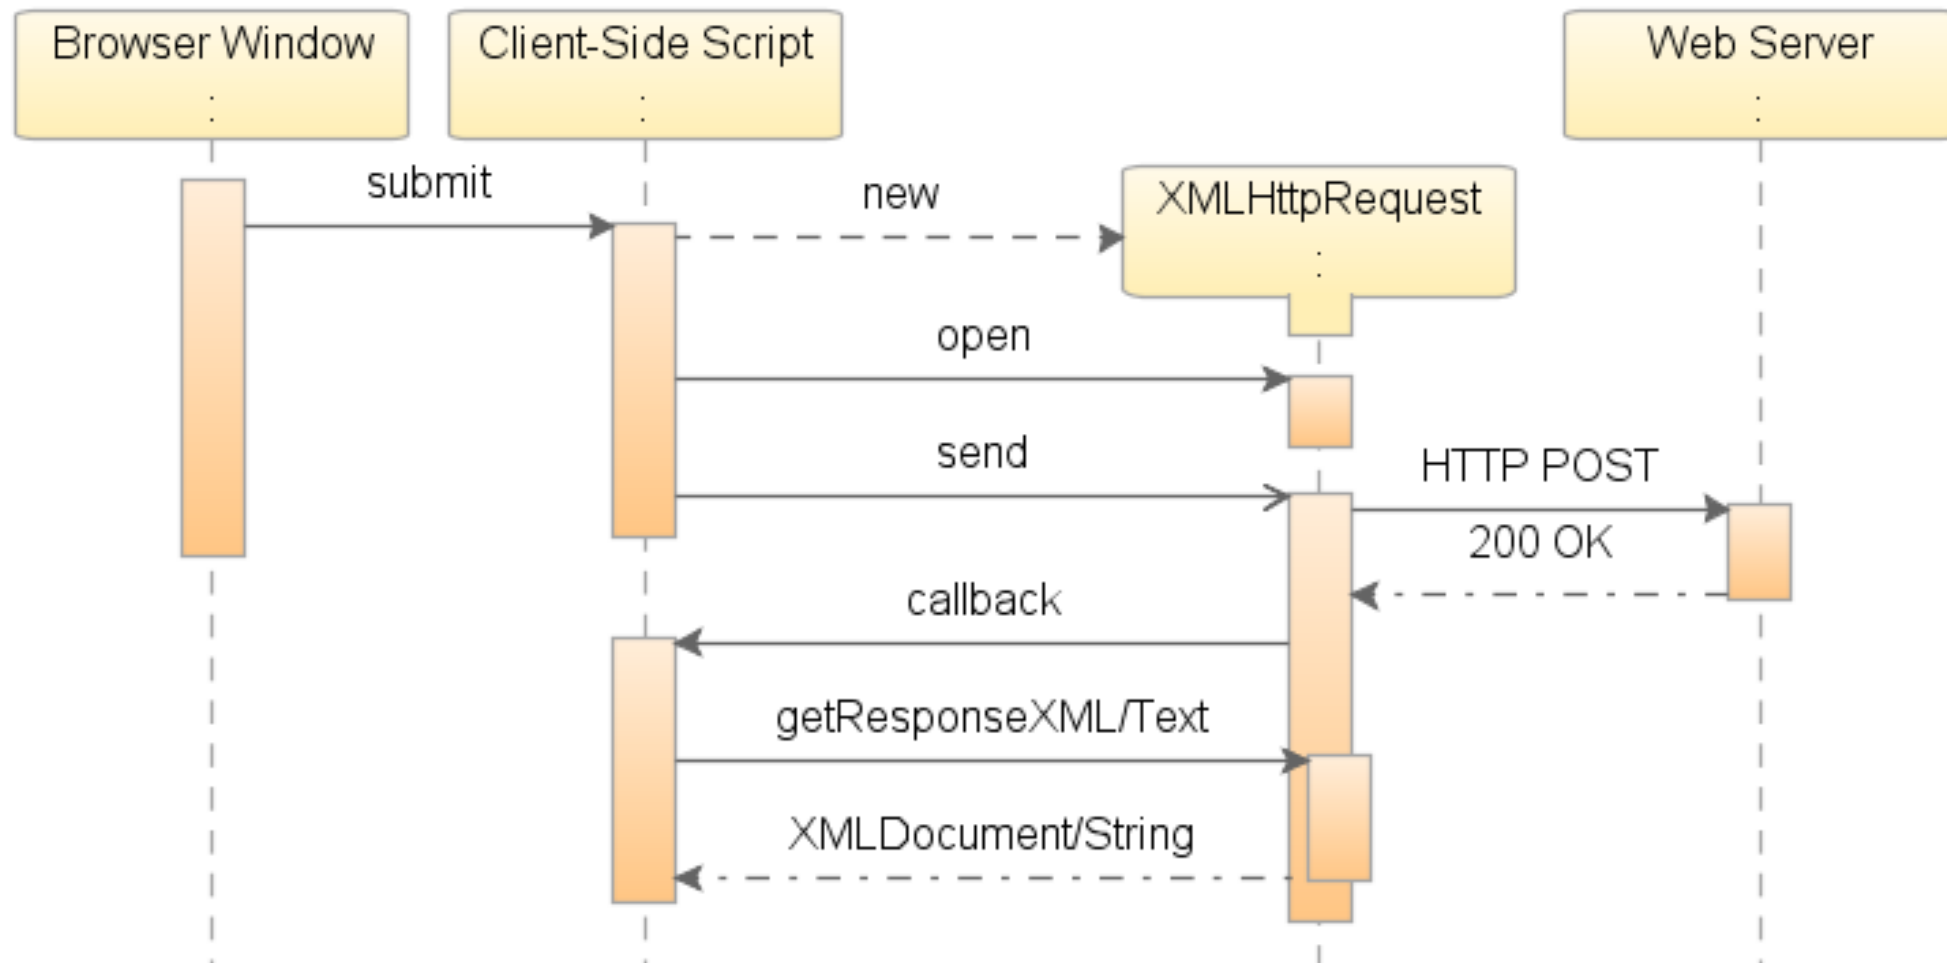 Browser Window
:
Client-Side Script
:
Web Server
:
XMLHttpRequest
:
submit
new
open
send
HTTP POST
200 OK
callback
getResponseXML/Text
XMLDocument/String